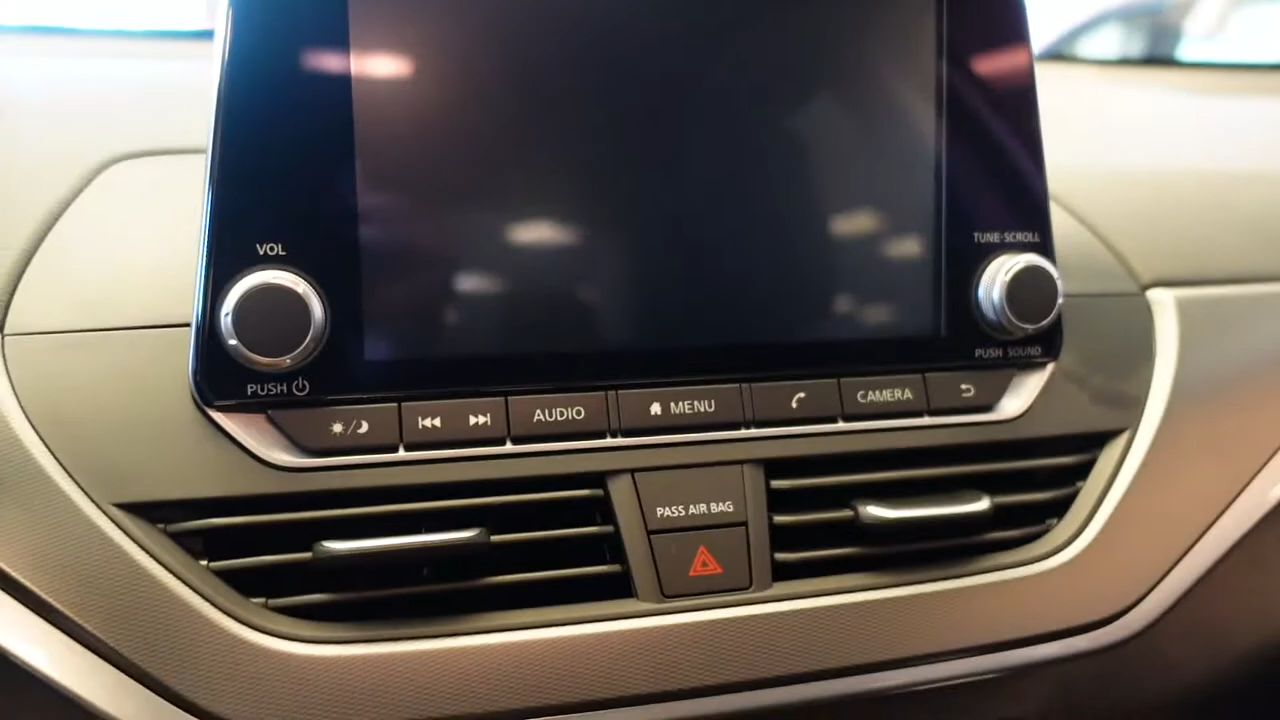 VOL
TUNE·SCROLL
PUSH
PUSH SOUND
AUDIO
MENU
CAMERA
PASS AIR BAG